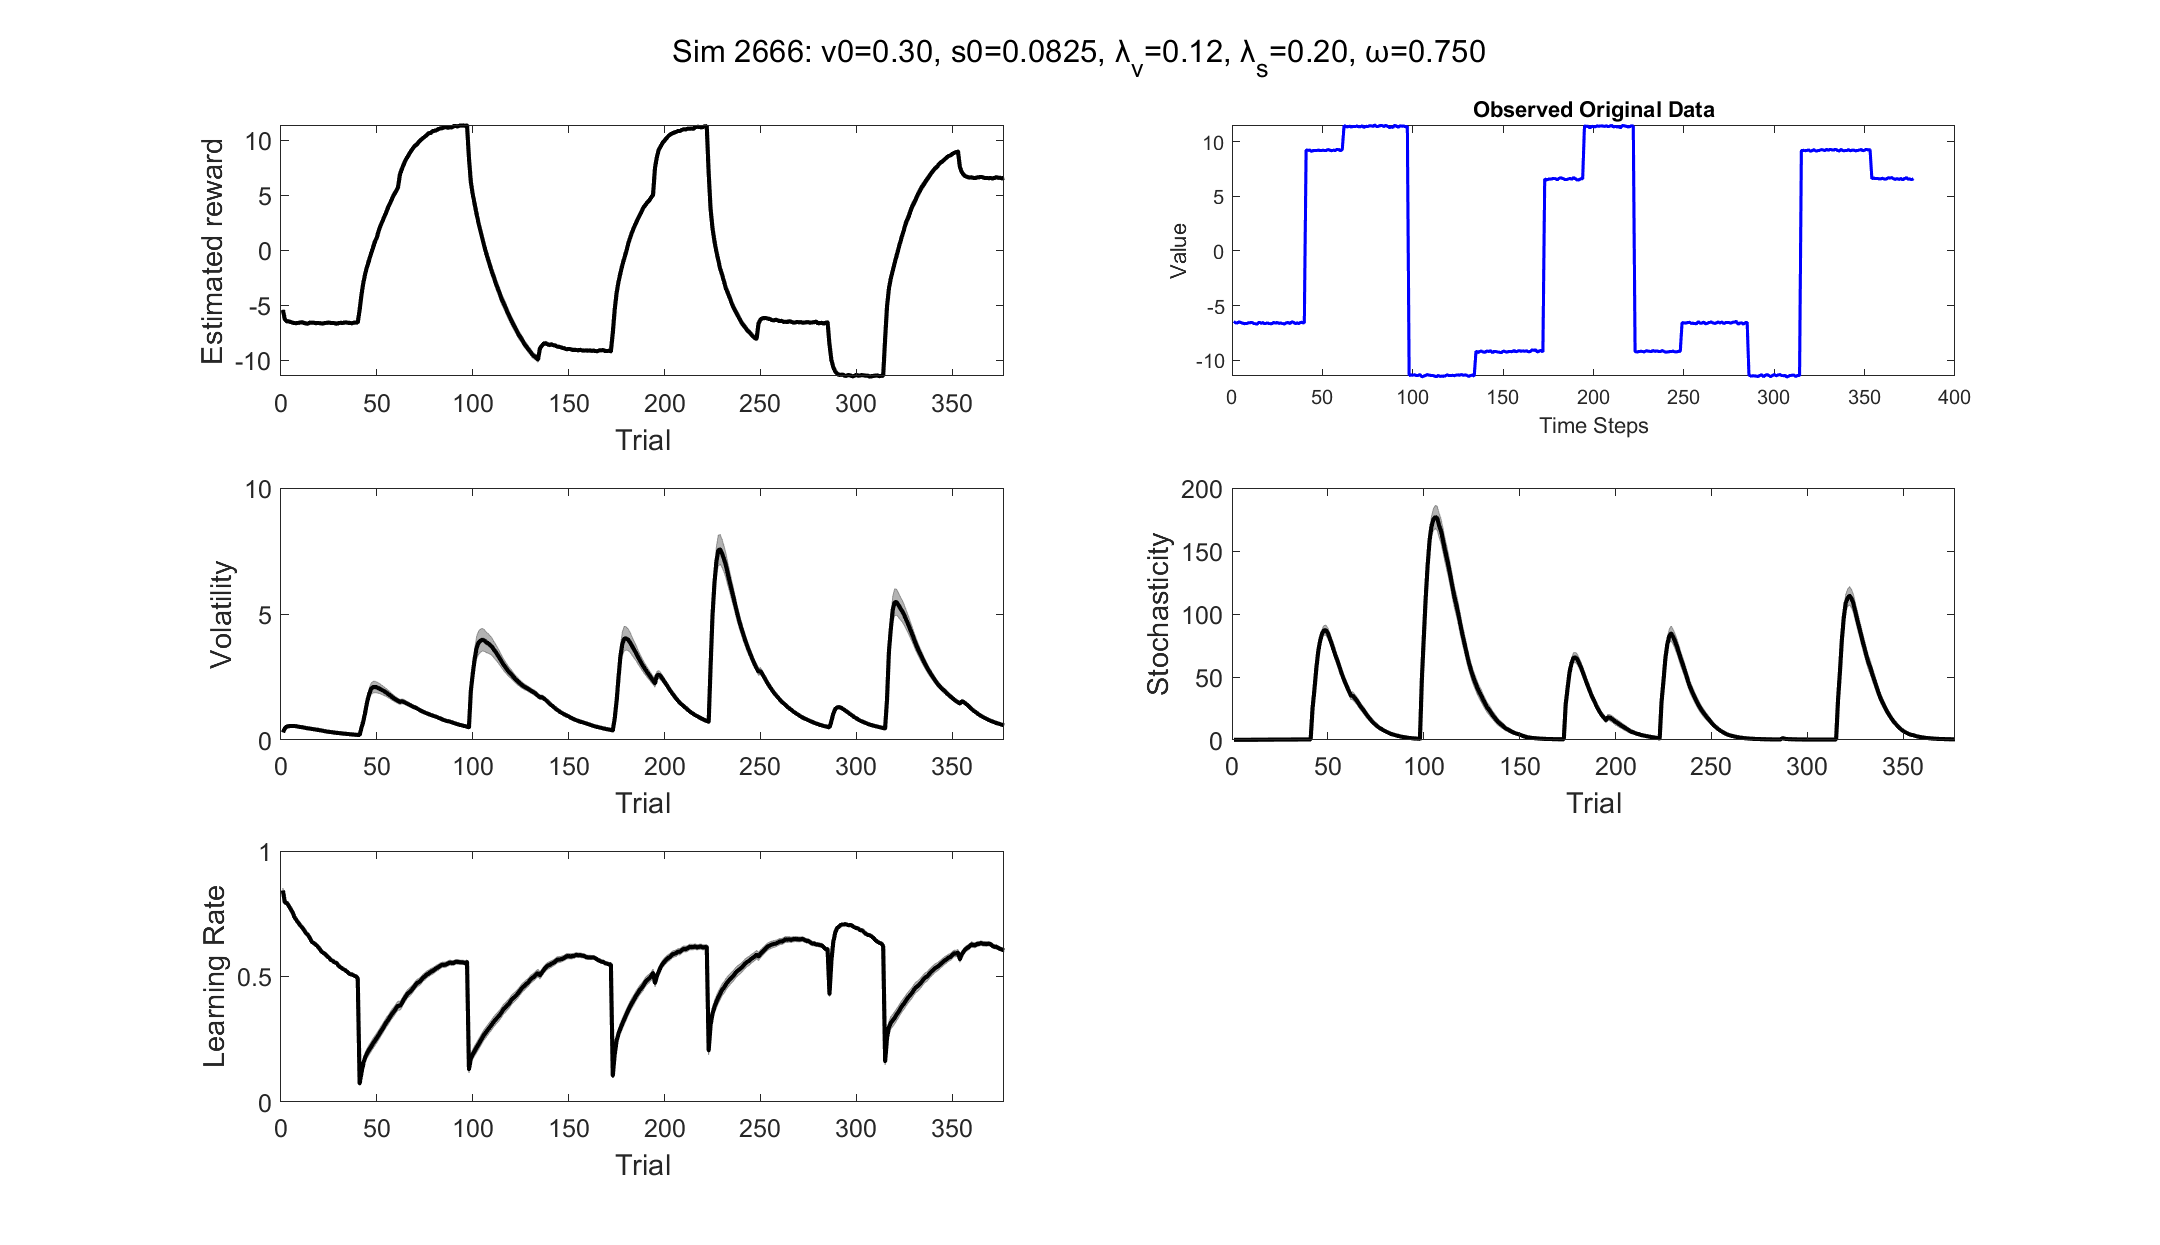 Sim 2666: v0=0.30, s0=0.0825, λv=0.12, λs=0.20, ω=0.750
Estimated reward
10
5
0
-5
-10
0 50 100 150 200 250 300 350
Trial
Observed Original Data
Value
10
5
0
-5
-10
0 50 100 150 200 250 300 350 400
Time Steps
Volatility
10
5
0
0 50 100 150 200 250 300 350
Trial
Stochasticity
200
150
100
50
0
0 50 100 150 200 250 300 350
Trial
Learning Rate
1
0.5
0
0 50 100 150 200 250 300 350
Trial